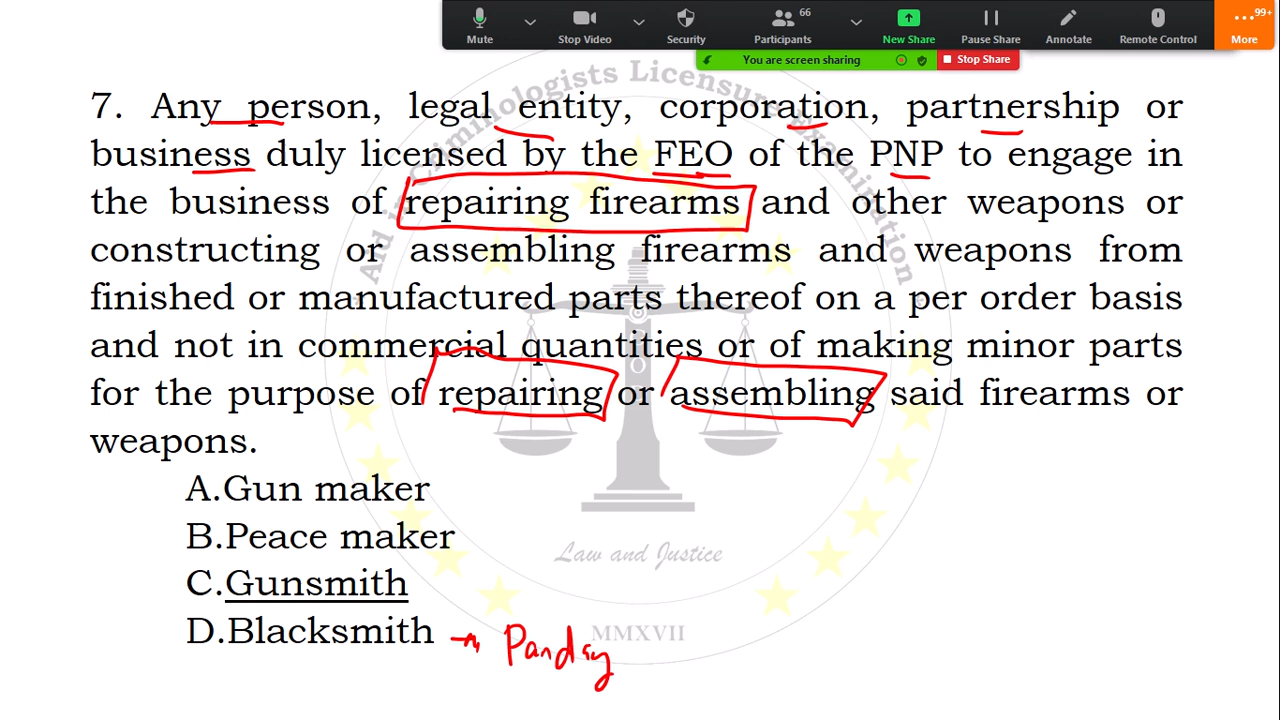 66
99+
Mute
Stop Video
Security
Participants
New Share
Pause Share
Annotate
Remote Control
More
You are screen sharing
Stop Share
7. Any person, legal entity, corporation, partnership or
business duly licensed by the FEO of the PNP to engage in
the business of repairing firearms and other weapons or
constructing or assembling firearms and weapons from
finished or manufactured parts thereof on a per order basis
and not in commercial quantities or of making minor parts
for the purpose of repairing or assembling said firearms or
weapons.
A.Gun maker
B.Peace maker
C.Gunsmith
D.Blacksmith
Panday
Aid in Criminologists Licensure Examination
Law and Justice
MMXVII